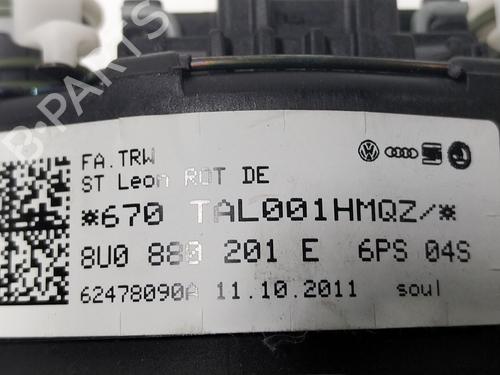 FA.TRW
ST Leon ROT DE
*670 TAL001HMQZ/*
8U0 880 201 E 6PS 04S
62478090A 11.10.2011 soul
B-PARTS